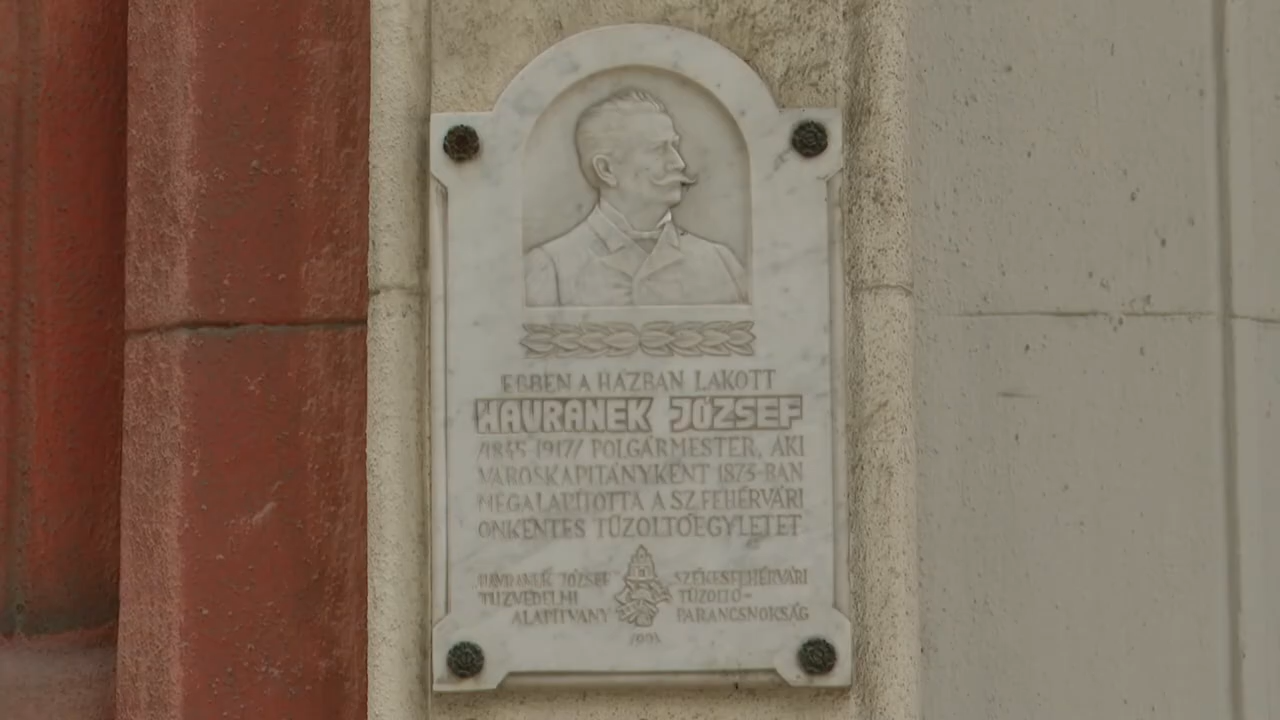 EBBEN A HÁZBAN LAKOTT
HAVRANEK JÓZSEF
/1835-1917/ POLGÁRMESTER, AKI
VÁROSKAPITÁNYKÉNT 1873-BAN
MEGALAPÍTOTTA A SZ.FEHÉRVÁRI
ÖNKÉNTES TŰZOLTÓEGYLETET
HAVRANEK JÓZSEF
TŰZVÉDELMI
ALAPÍTVÁNY
SZÉKESFEHÉRVÁRI
TŰZOLTÓ-
PARANCSNOKSÁG